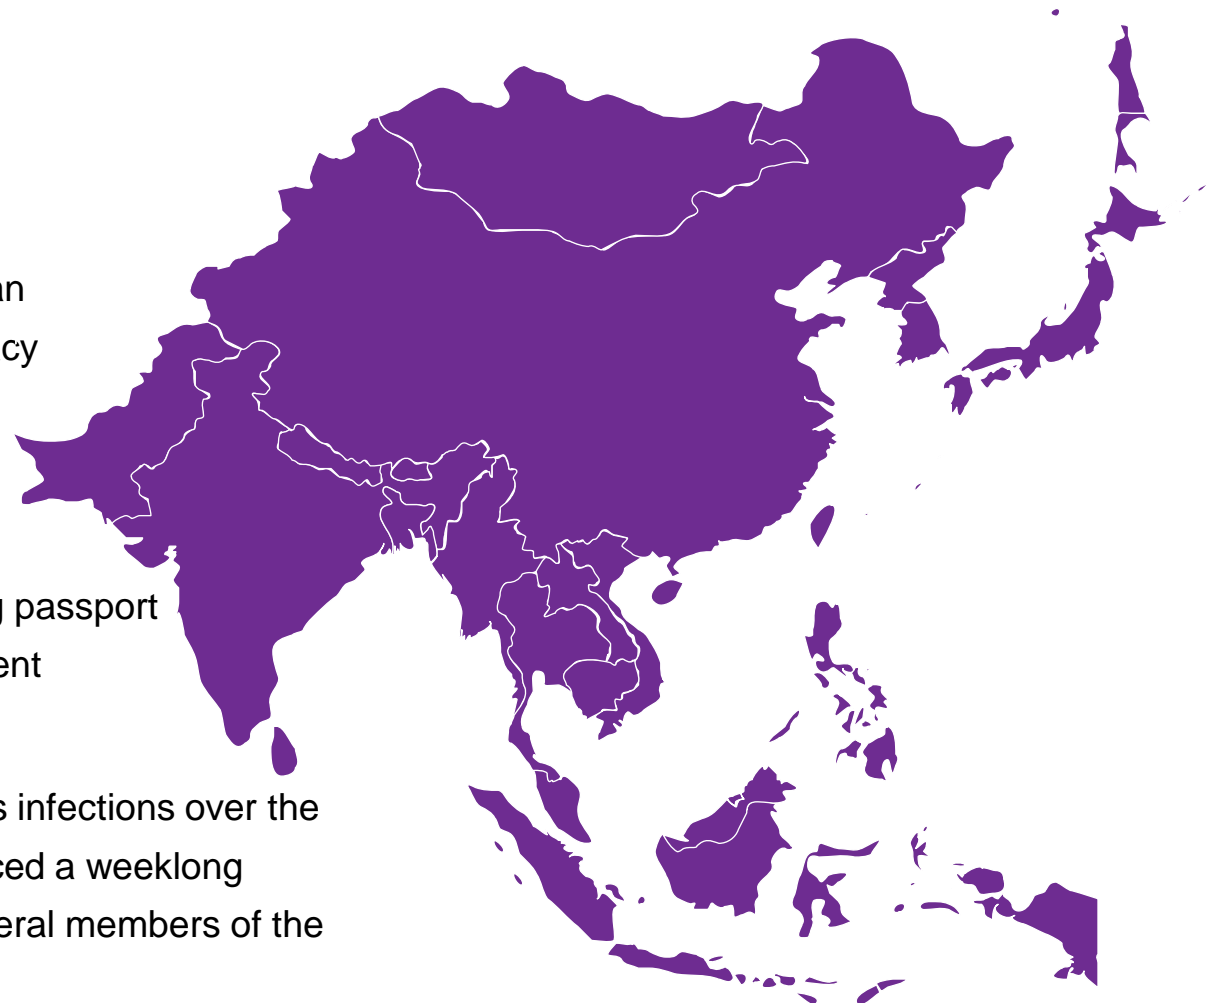 an
cy
g passport
ent
s infections over the
ced a weeklong
eral members of the